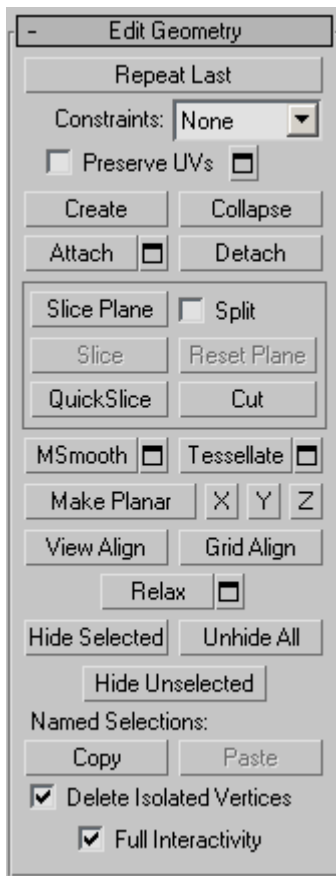 - Edit Geometry
Repeat Last
Constraints: None
Preserve UVs
Create Collapse
Attach Detach
Slice Plane Split
Slice Reset Plane
QuickSlice Cut
MSmooth Tessellate
Make Planar X Y Z
View Align Grid Align
Relax
Hide Selected Unhide All
Hide Unselected
Named Selections:
Copy Paste
Delete Isolated Vertices
Full Interactivity